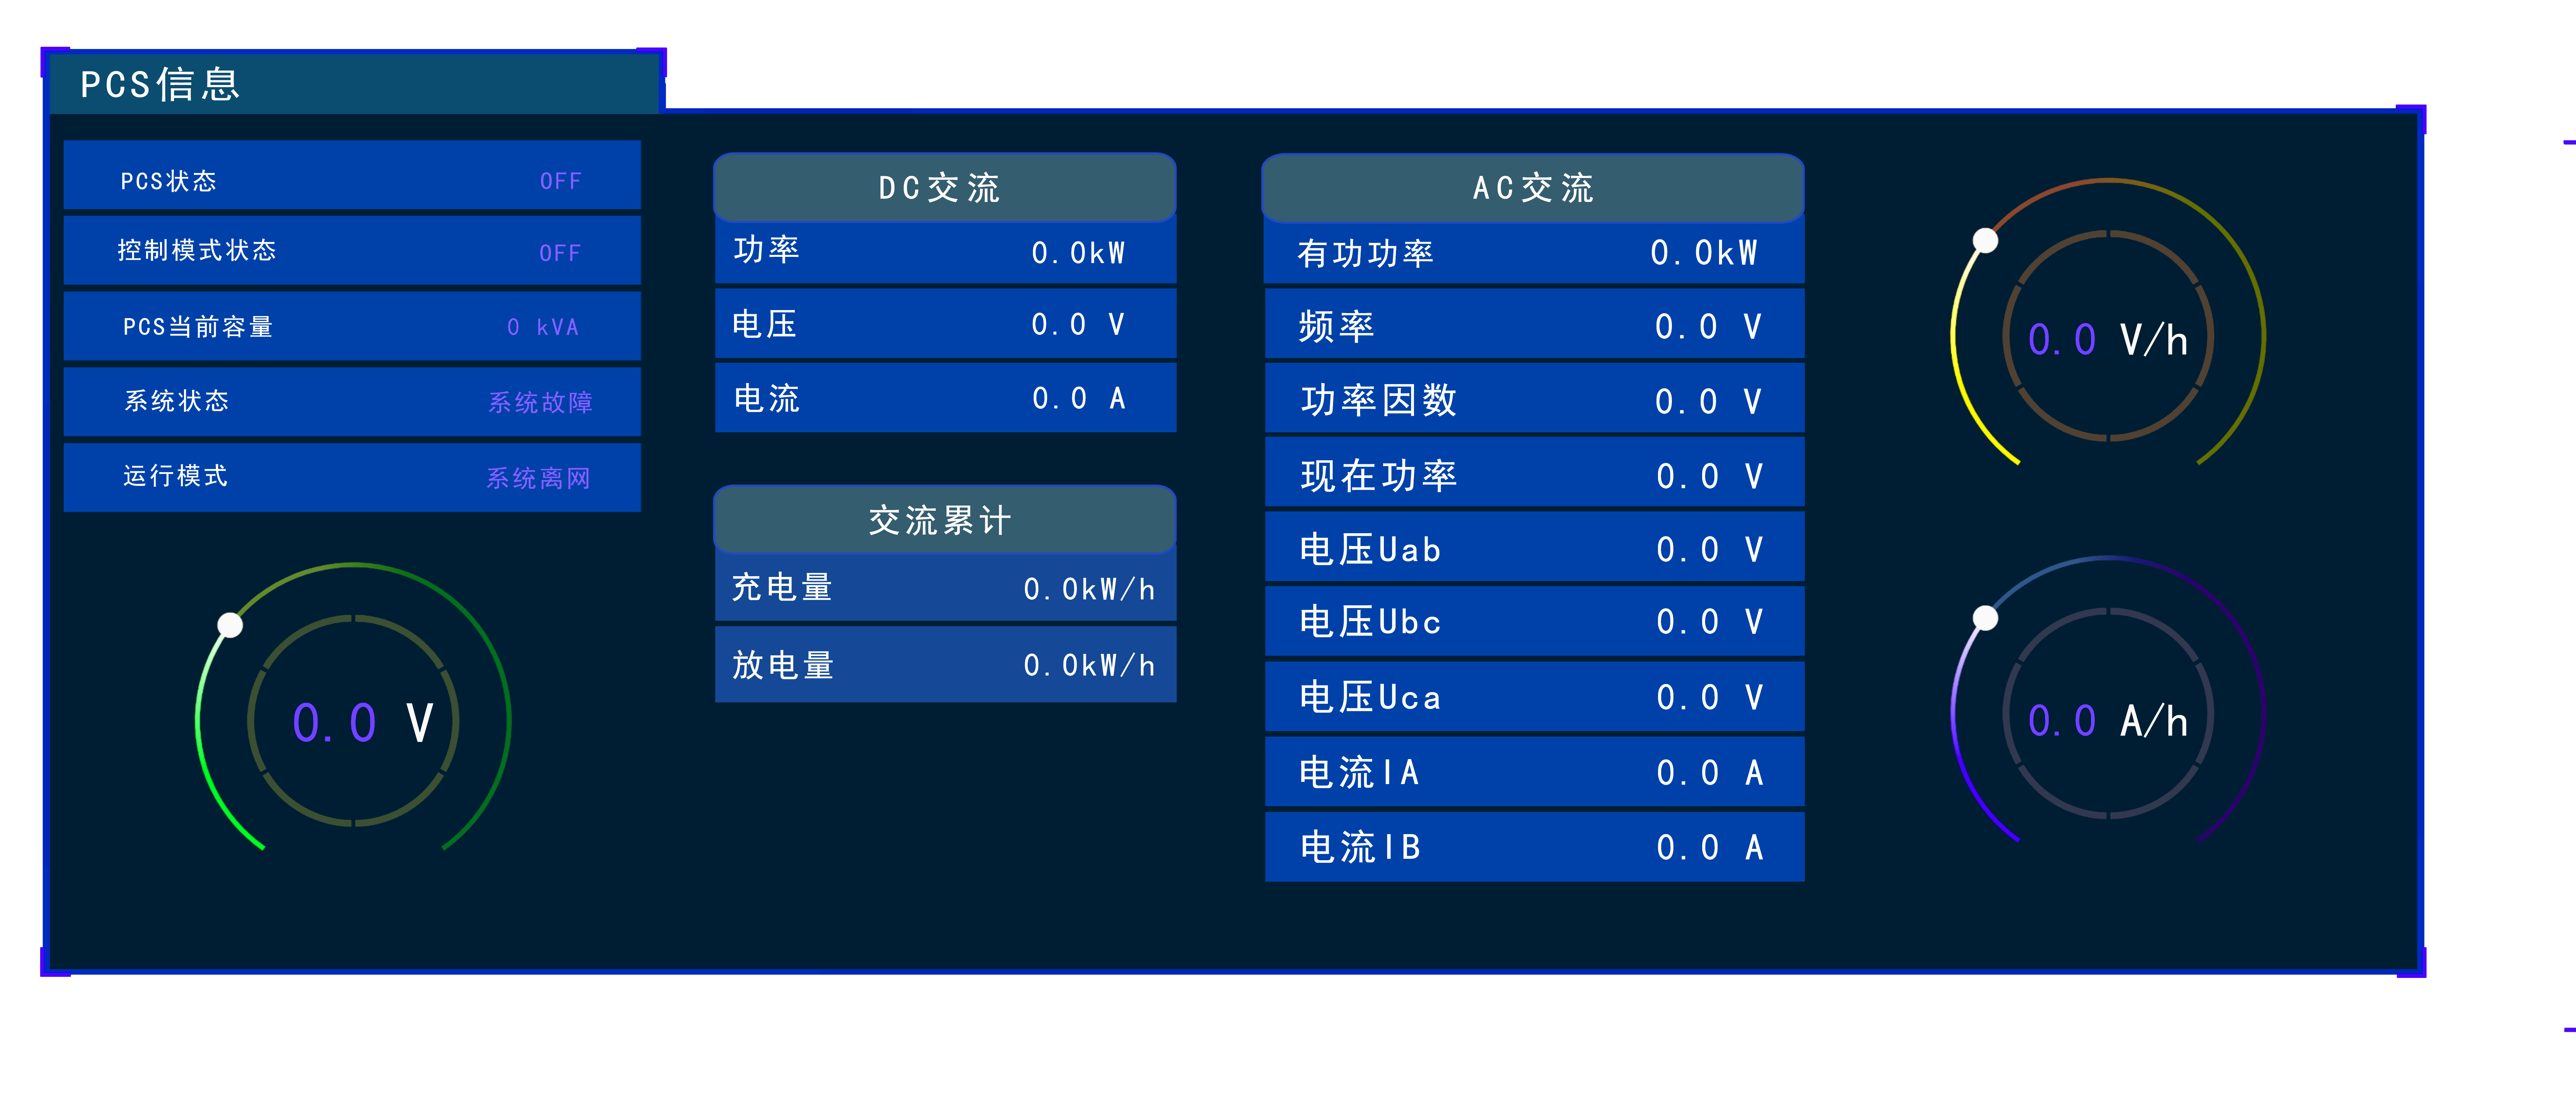 PCS信息
PCS状态 OFF
控制模式状态 OFF
PCS当前容量 0 kVA
系统状态 系统故障
运行模式 系统离网
0.0 V
DC交流
功率 0.0kW
电压 0.0 V
电流 0.0 A
交流累计
充电量 0.0kW/h
放电量 0.0kW/h
AC交流
有功功率 0.0kW
频率 0.0 V
功率因数 0.0 V
现在功率 0.0 V
电压Uab 0.0 V
电压Ubc 0.0 V
电压Uca 0.0 V
电流IA 0.0 A
电流IB 0.0 A
0.0 V/h
0.0 A/h